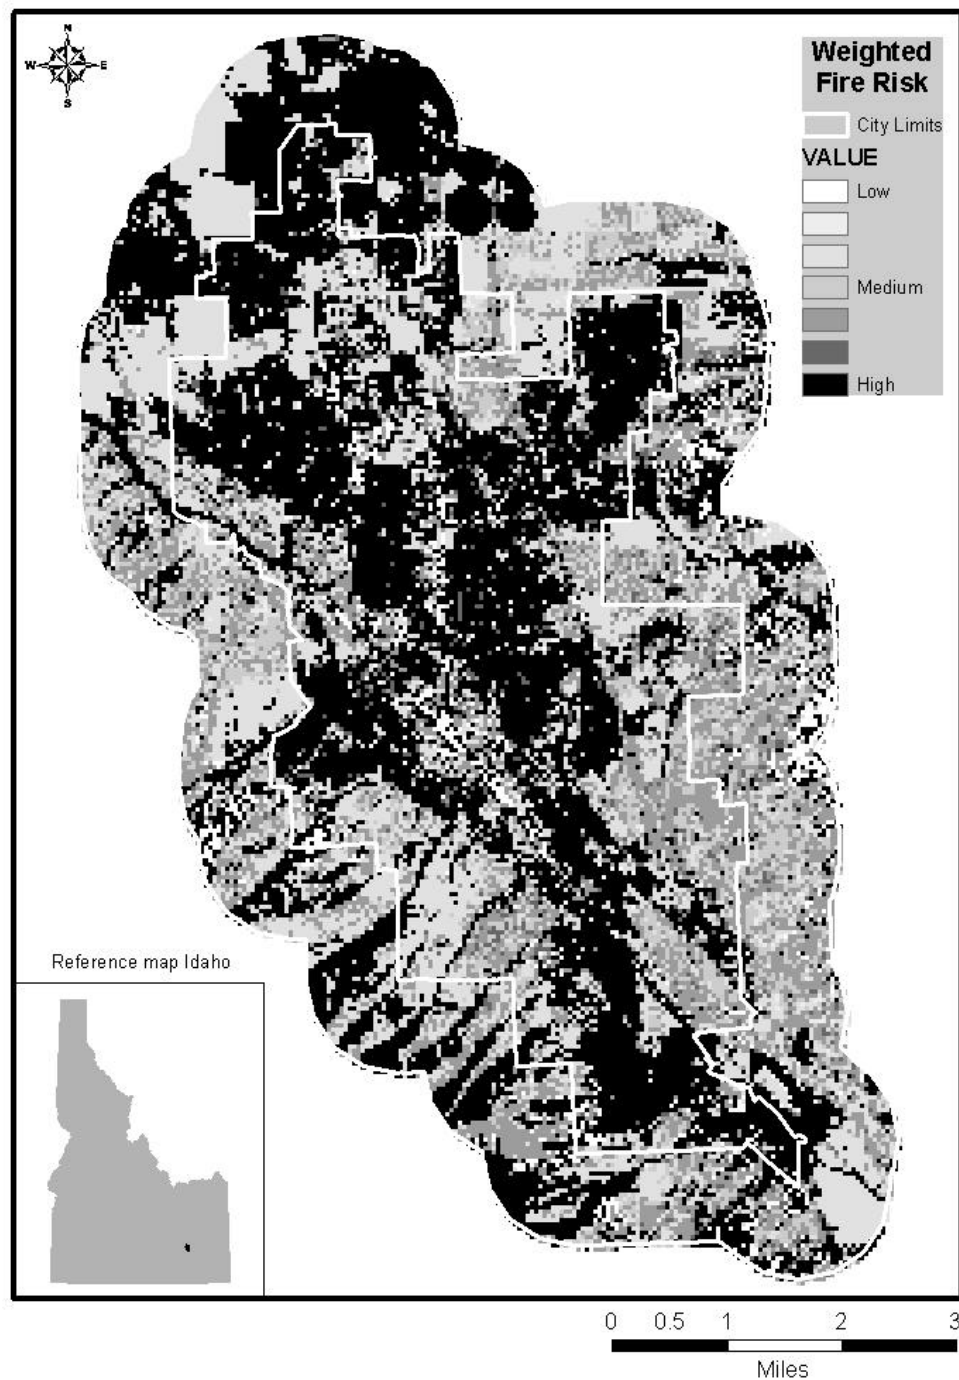 N
W E
S
Weighted
Fire Risk
City Limits
VALUE
Low
Medium
High
Reference map Idaho
0 0.5 1 2 3
Miles